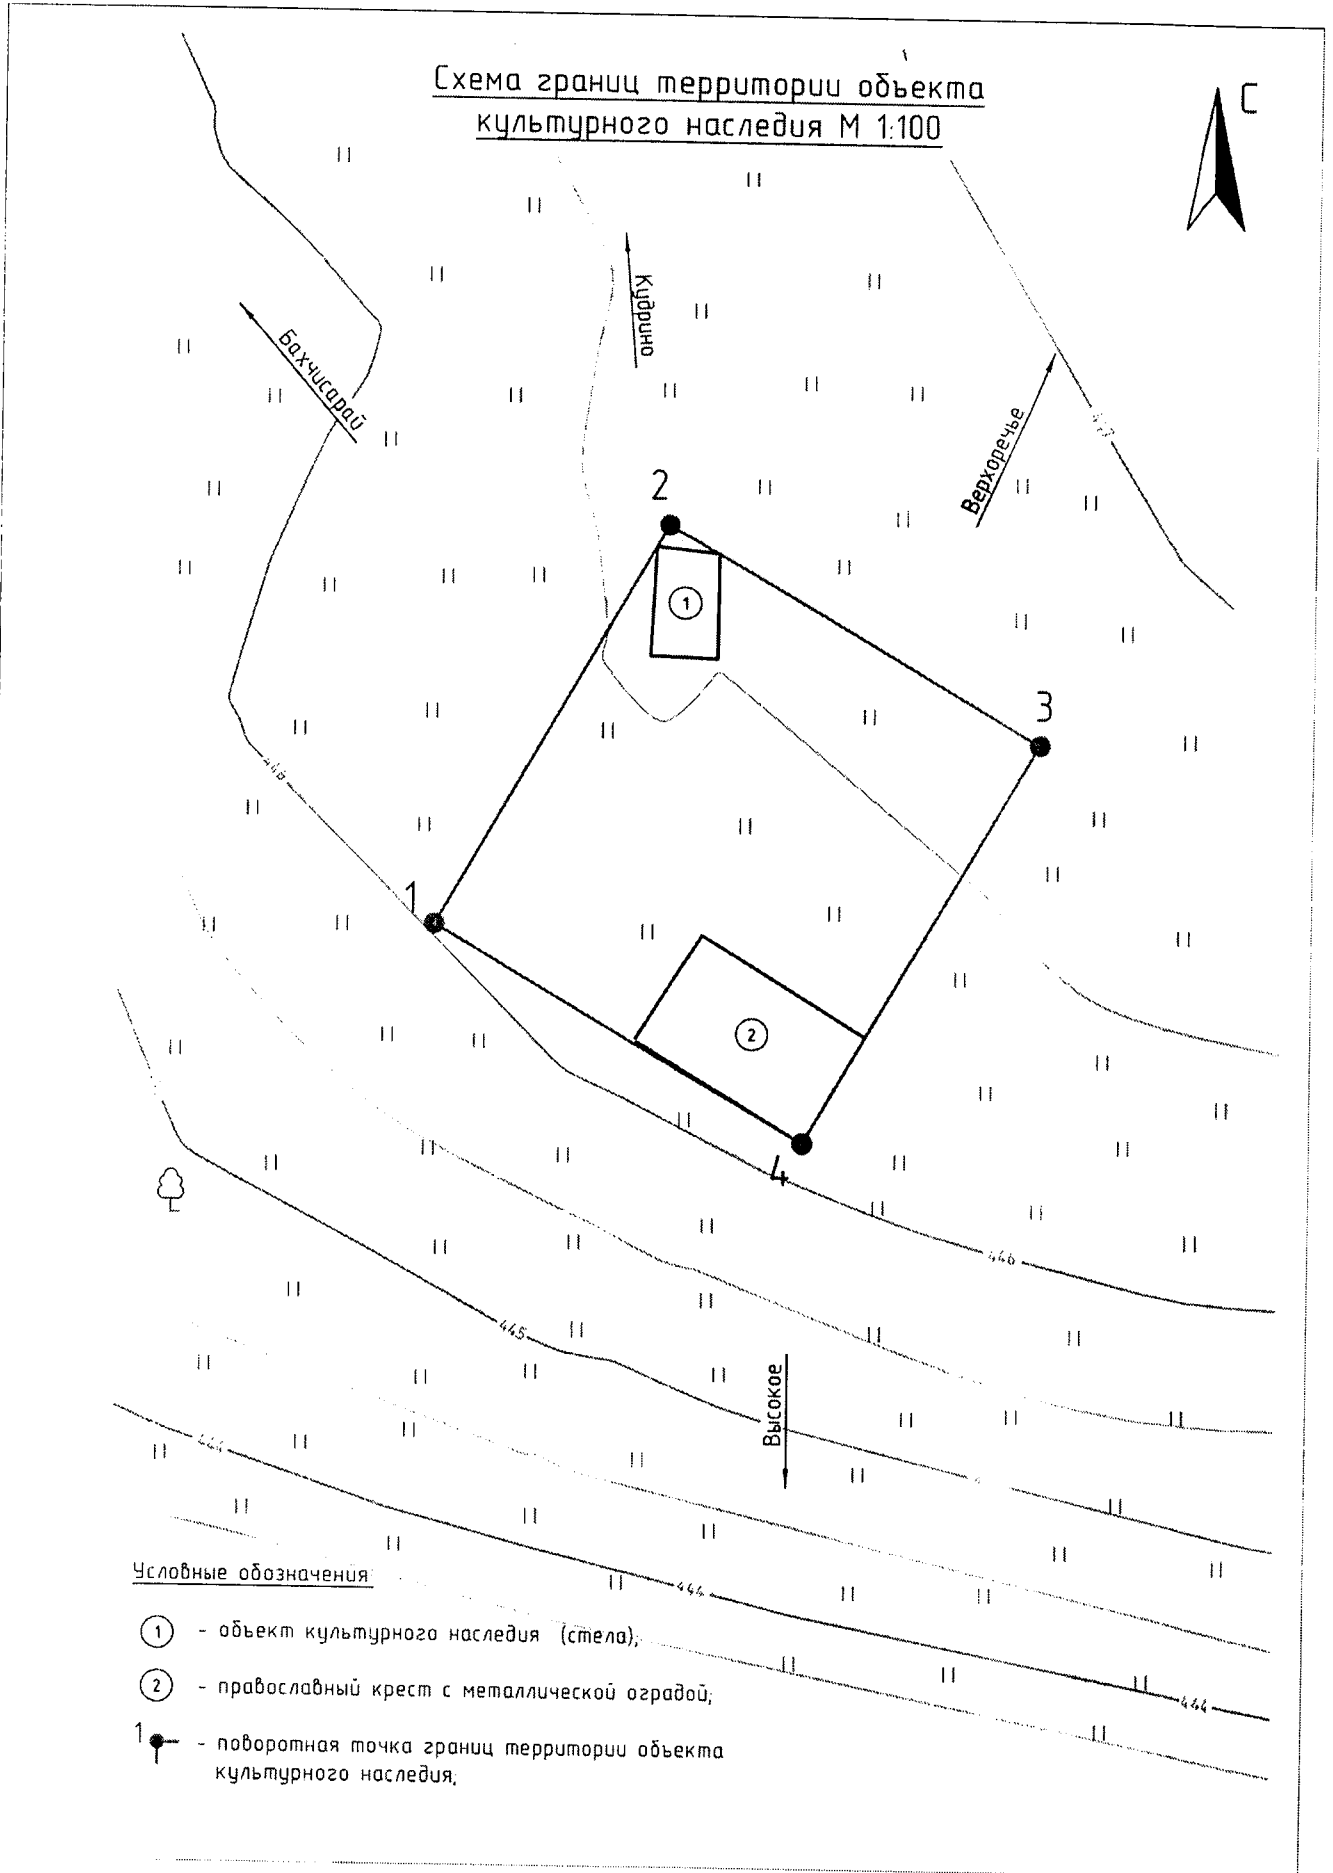 Схема границ территории объекта
культурного наследия М 1:100
С
Кудрино
Бахчисарай
Верхоречье
447
2
1
3
446
1
2
4
446
445
Высокое
444
Условные обозначения:
444
1 - объект культурного наследия (стела);
2 - православный крест с металлической оградой;
444
1 - поворотная точка границ территории объекта
культурного наследия;